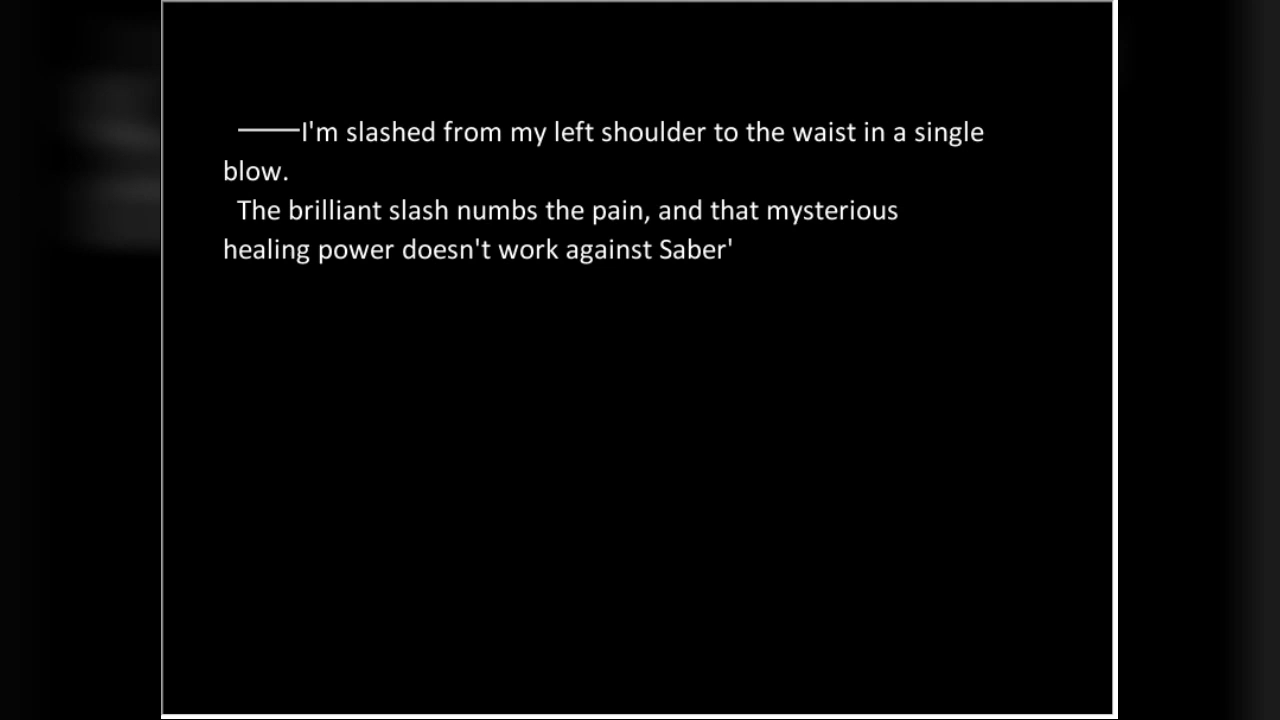 ───I'm slashed from my left shoulder to the waist in a single
blow.
The brilliant slash numbs the pain, and that mysterious
healing power doesn't work against Saber'